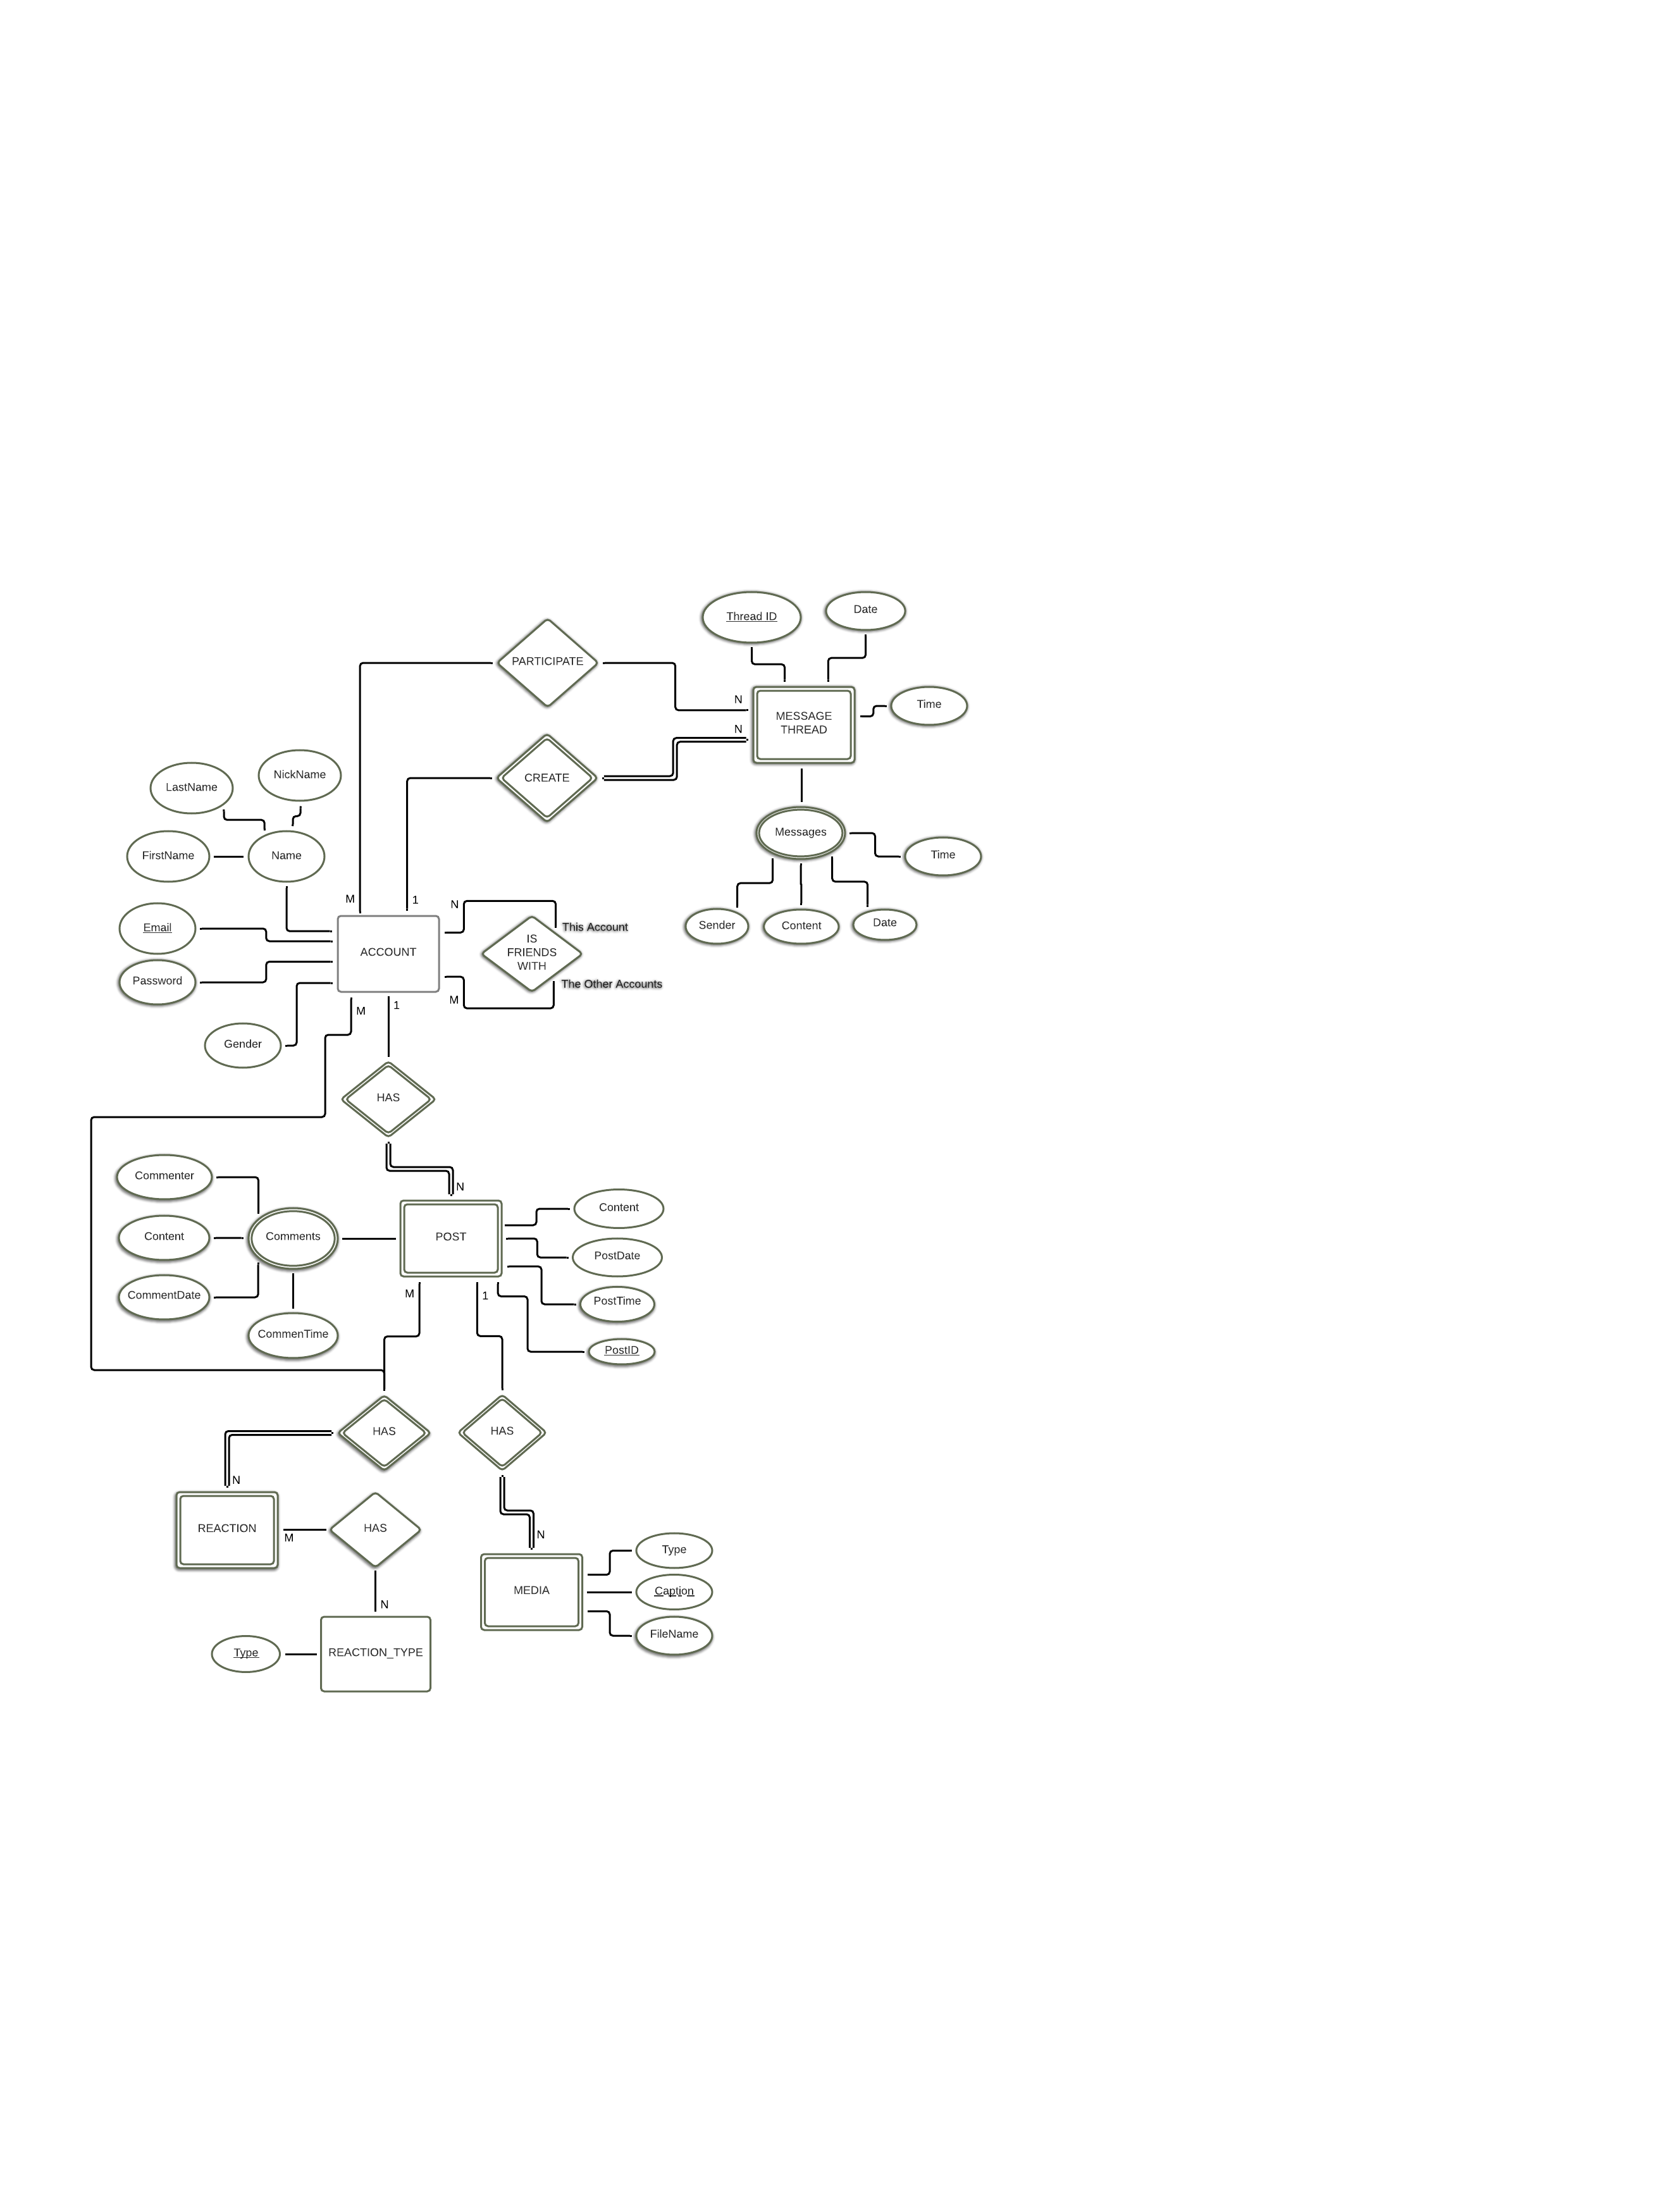 Thread ID
Date
PARTICIPATE
N
Time
MESSAGE
THREAD
N
NickName
CREATE
LastName
Messages
FirstName
Name
Time
M
1
N
Email
This Account
Sender
Content
Date
IS
FRIENDS
WITH
ACCOUNT
Password
The Other Accounts
M
1
M
Gender
HAS
Commenter
N
Content
Content
Comments
POST
PostDate
CommentDate
M
1
PostTime
CommenTime
PostID
HAS
HAS
N
REACTION
HAS
M
N
Type
MEDIA
Caption
N
FileName
Type
REACTION_TYPE